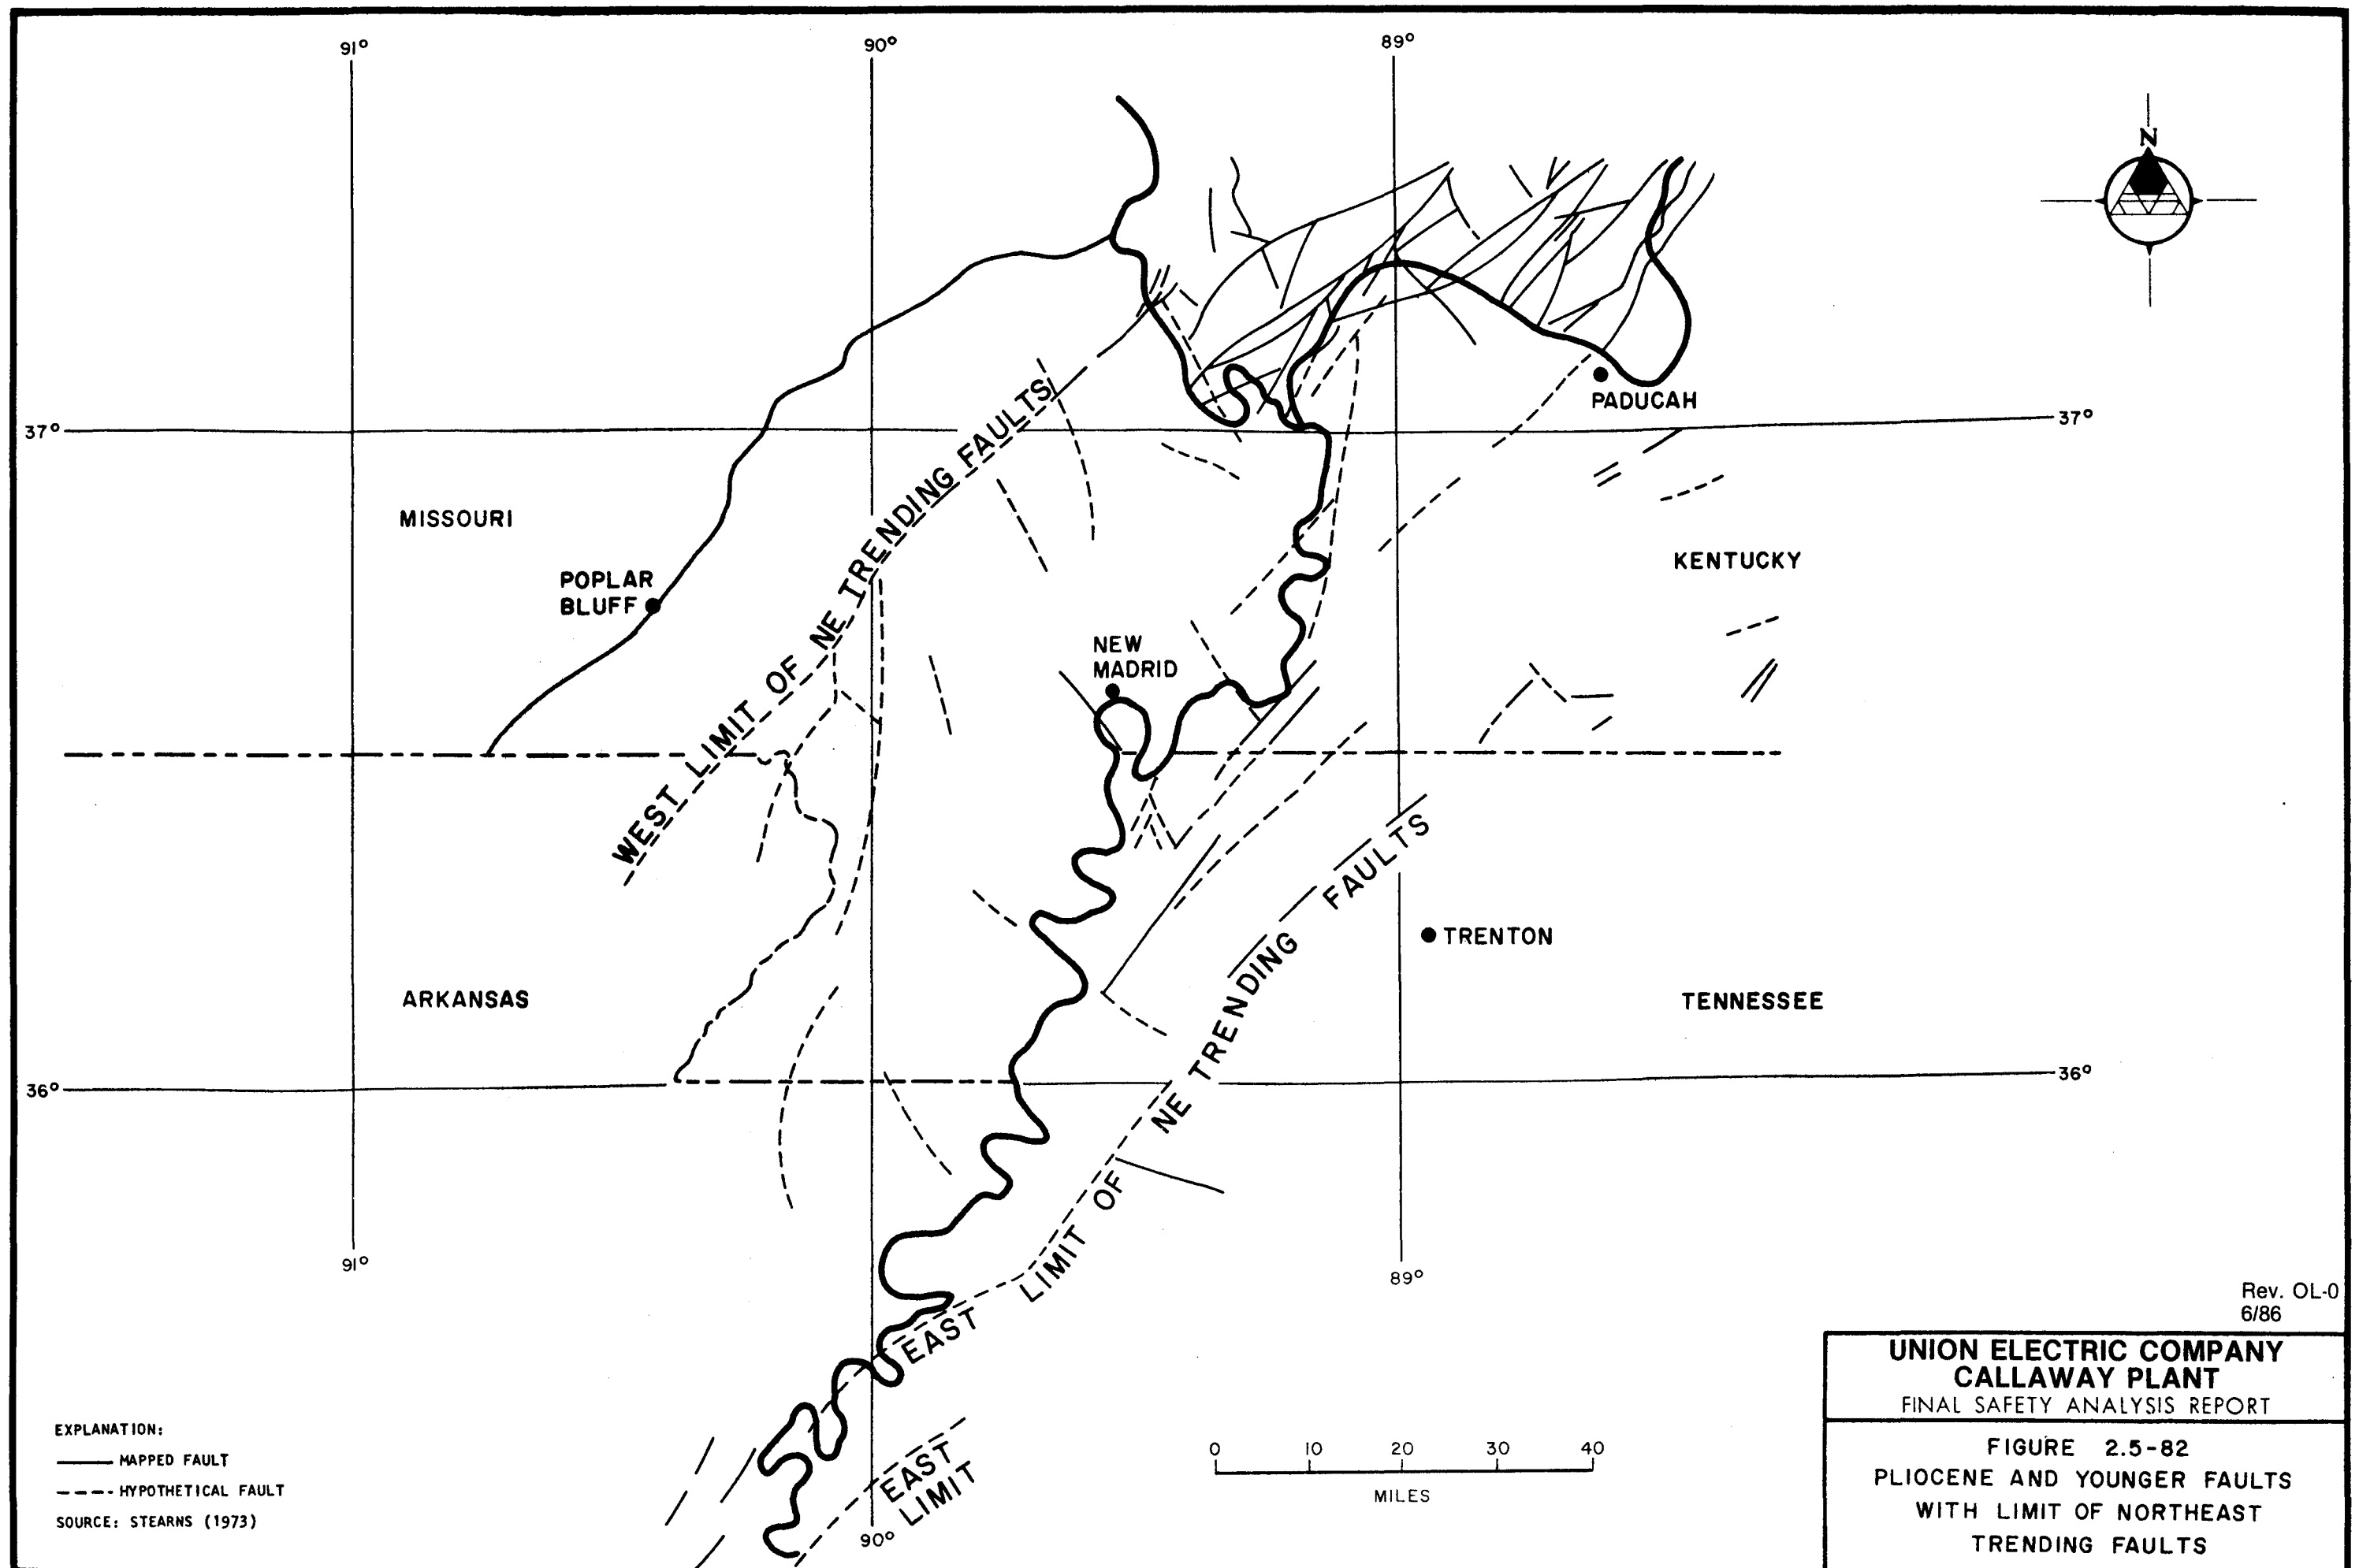 91°
90°
89°
N
37°
37°
PADUCAH
MISSOURI
KENTUCKY
POPLAR
BLUFF
NEW
MADRID
WEST LIMIT OF NE TRENDING FAULTS
TRENTON
ARKANSAS
TENNESSEE
36°
36°
EAST LIMIT OF NE TRENDING FAULTS
91°
89°
EAST
LIMIT
90°
EXPLANATION:
MAPPED FAULT
HYPOTHETICAL FAULT
SOURCE: STEARNS (1973)
0 10 20 30 40
MILES
Rev. OL-0
6/86
UNION ELECTRIC COMPANY
CALLAWAY PLANT
FINAL SAFETY ANALYSIS REPORT
FIGURE 2.5-82
PLIOCENE AND YOUNGER FAULTS
WITH LIMIT OF NORTHEAST
TRENDING FAULTS